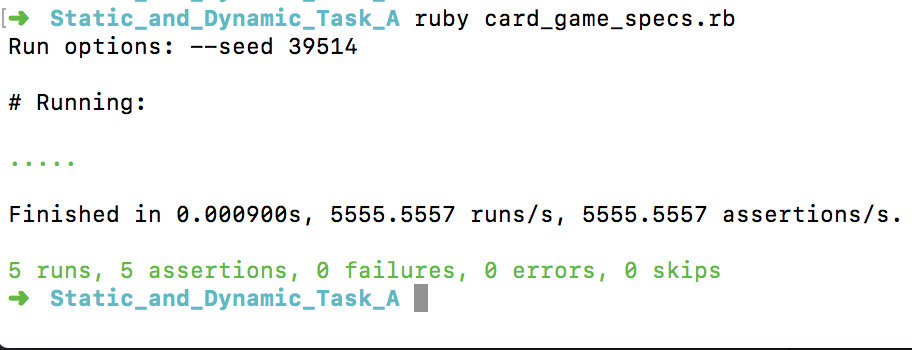 [➜ Static_and_Dynamic_Task_A ruby card_game_specs.rb
Run options: --seed 39514
# Running:
.....
Finished in 0.000900s, 5555.5557 runs/s, 5555.5557 assertions/s.
5 runs, 5 assertions, 0 failures, 0 errors, 0 skips
➜ Static_and_Dynamic_Task_A